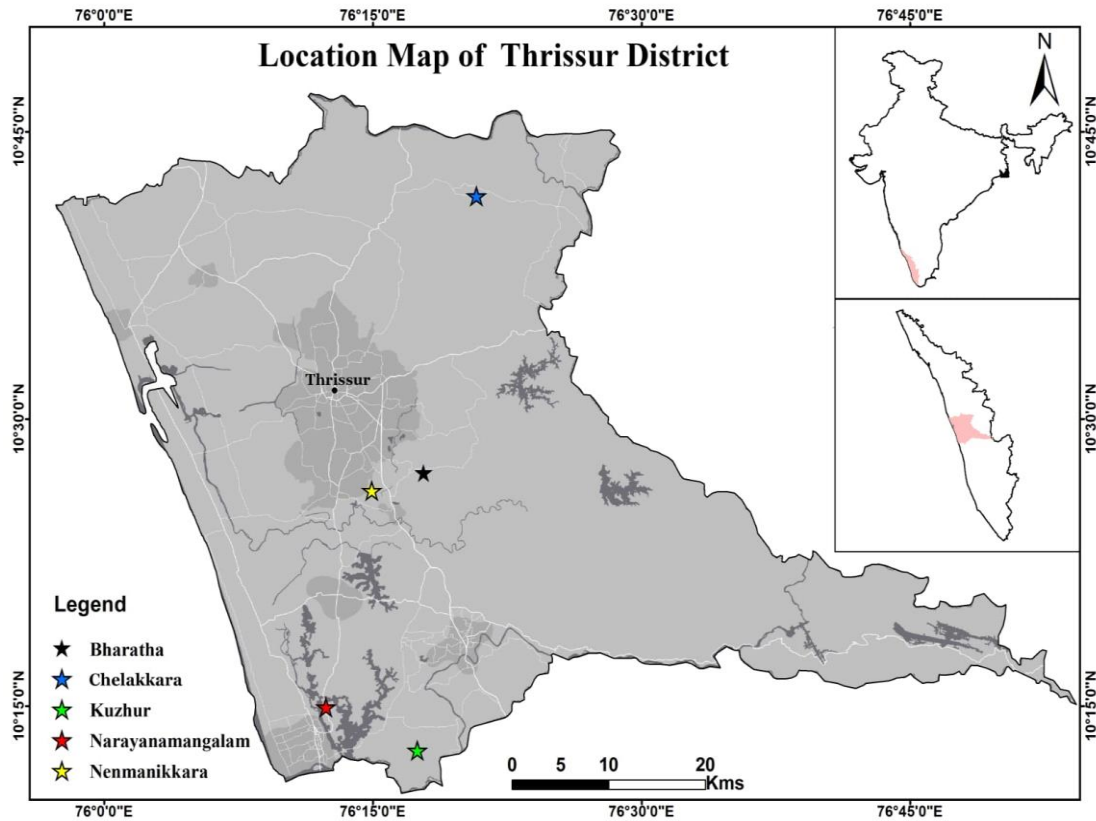 76°0'0"E 76°15'0"E 76°30'0"E 76°45'0"E
Location Map of Thrissur District
N
10°45'0"N 10°45'0"N
Thrissur
10°30'0"N 10°30'0"N
Legend
Bharatha
Chelakkara
Kuzhur
Narayanamangalam
Nenmanikkara
10°15'0"N 10°15'0"N
0 5 10 20
Kms
76°0'0"E 76°15'0"E 76°30'0"E 76°45'0"E